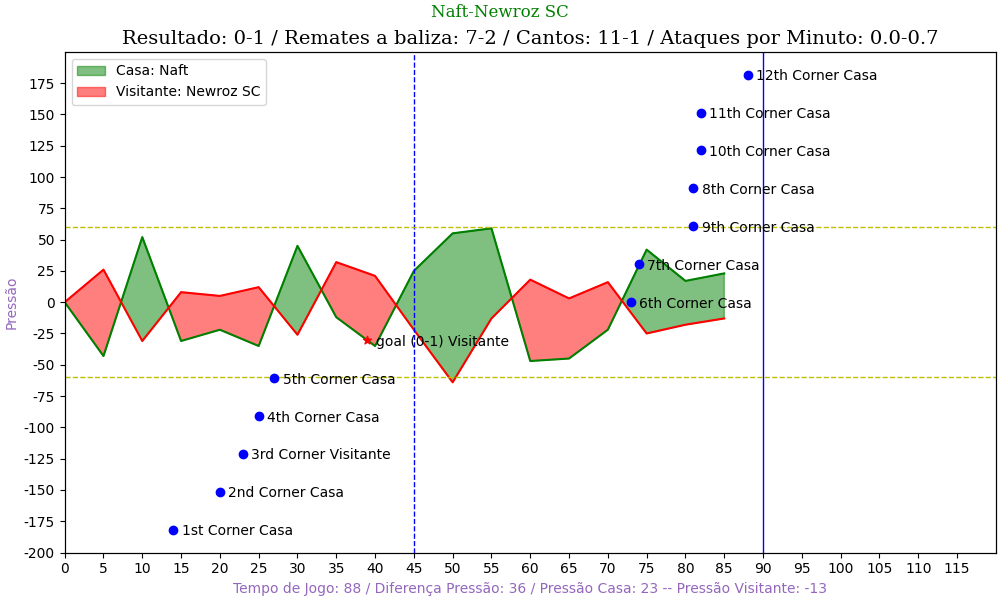 Naft-Newroz SC
Resultado: 0-1 / Remates a baliza: 7-2 / Cantos: 11-1 / Ataques por Minuto: 0.0-0.7
Casa: Naft
Visitante: Newroz SC
12th Corner Casa
11th Corner Casa
10th Corner Casa
8th Corner Casa
9th Corner Casa
7th Corner Casa
6th Corner Casa
goal (0-1) Visitante
5th Corner Casa
4th Corner Casa
3rd Corner Visitante
2nd Corner Casa
1st Corner Casa
Pressão
175
150
125
100
75
50
25
0
-25
-50
-75
-100
-125
-150
-175
-200
0 5 10 15 20 25 30 35 40 45 50 55 60 65 70 75 80 85 90 95 100 105 110 115
Tempo de Jogo: 88 / Diferença Pressão: 36 / Pressão Casa: 23 -- Pressão Visitante: -13